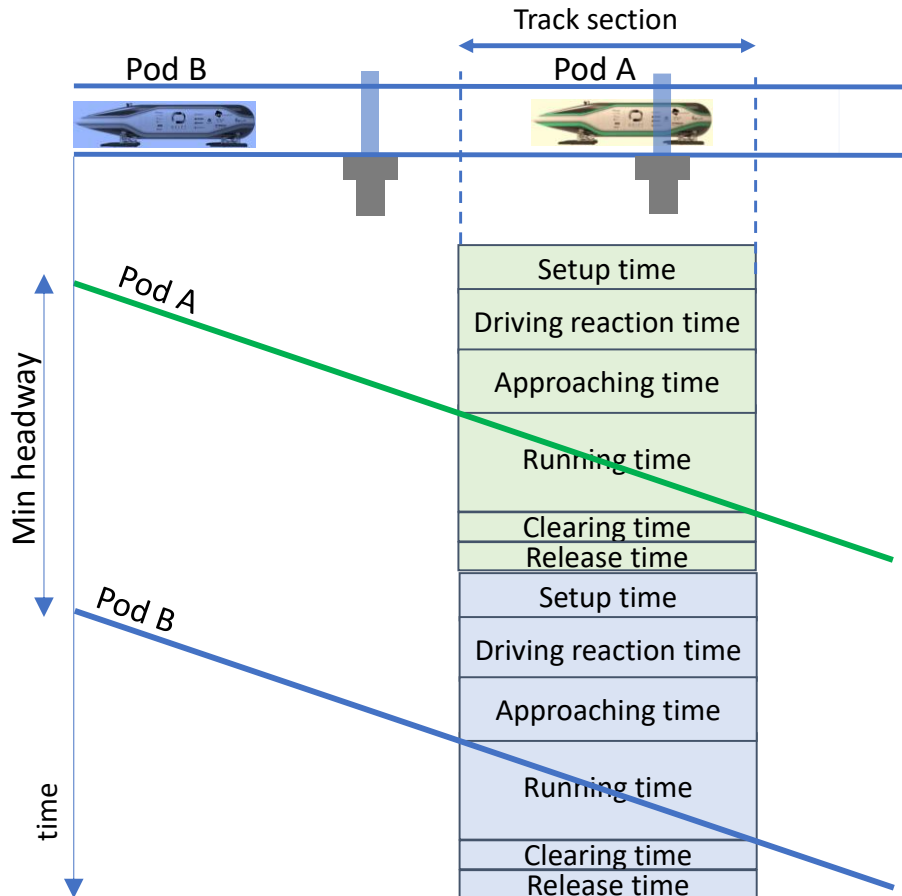 Track section
Pod B
Pod A
Setup time
Pod A
Driving reaction time
Approaching time
Min headway
Running time
Clearing time
Release time
Pod B
Setup time
Driving reaction time
Approaching time
Running time
time
Clearing time
Release time